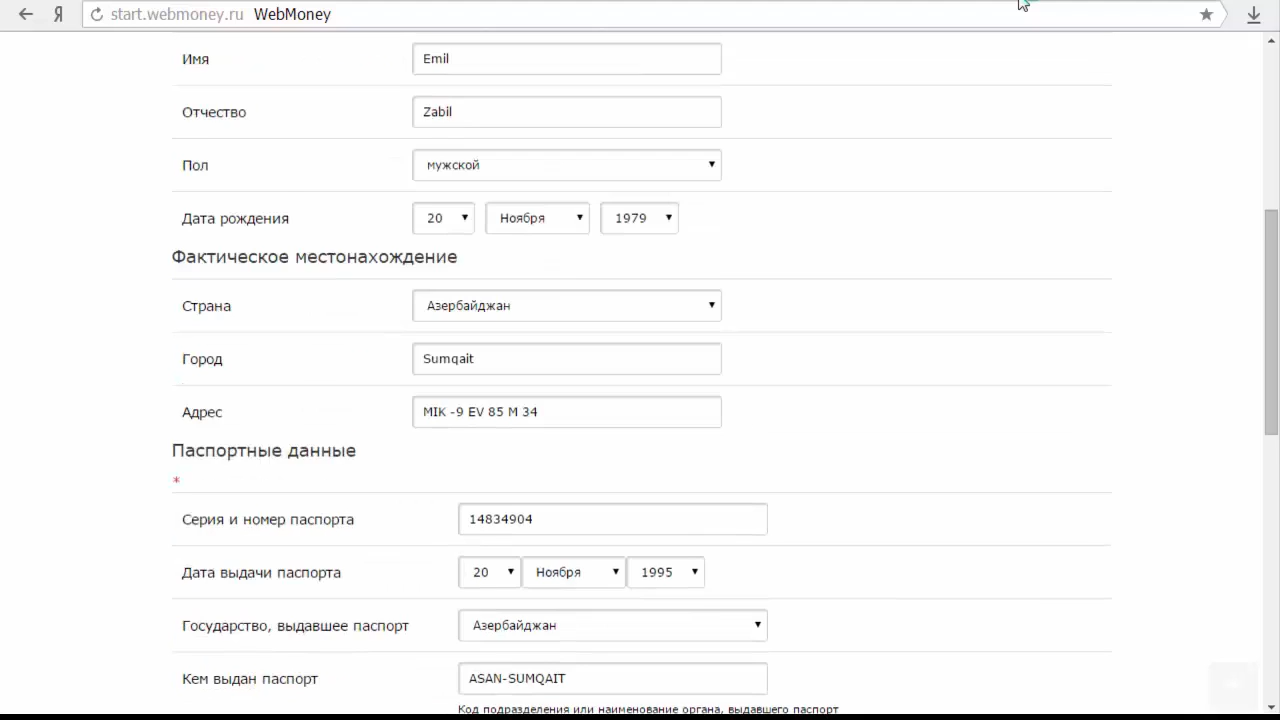 Я start.webmoney.ru WebMoney
Имя Emil
Отчество Zabil
Пол мужской
Дата рождения 20 Ноября 1979
Фактическое местонахождение
Страна Азербайджан
Город Sumqait
Адрес MIK -9 EV 85 M 34
Паспортные данные
*
Серия и номер паспорта 14834904
Дата выдачи паспорта 20 Ноября 1995
Государство, выдавшее паспорт Азербайджан
Кем выдан паспорт ASAN-SUMQAIT
Код подразделения или наименование органа, выдавшего паспорт